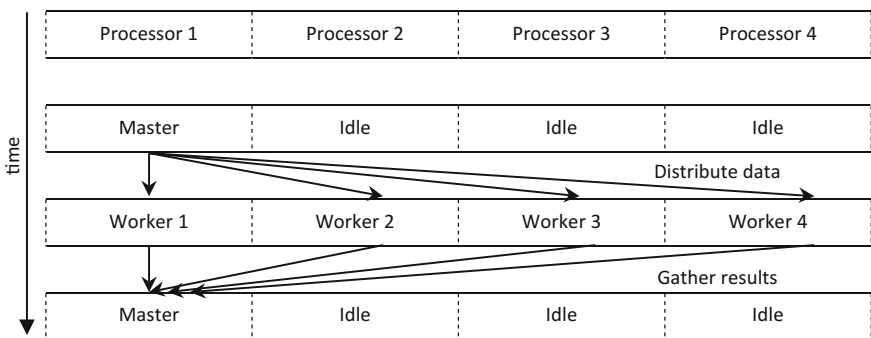 Processor 1 Processor 2 Processor 3 Processor 4
time
Master Idle Idle Idle
Distribute data
Worker 1 Worker 2 Worker 3 Worker 4
Gather results
Master Idle Idle Idle